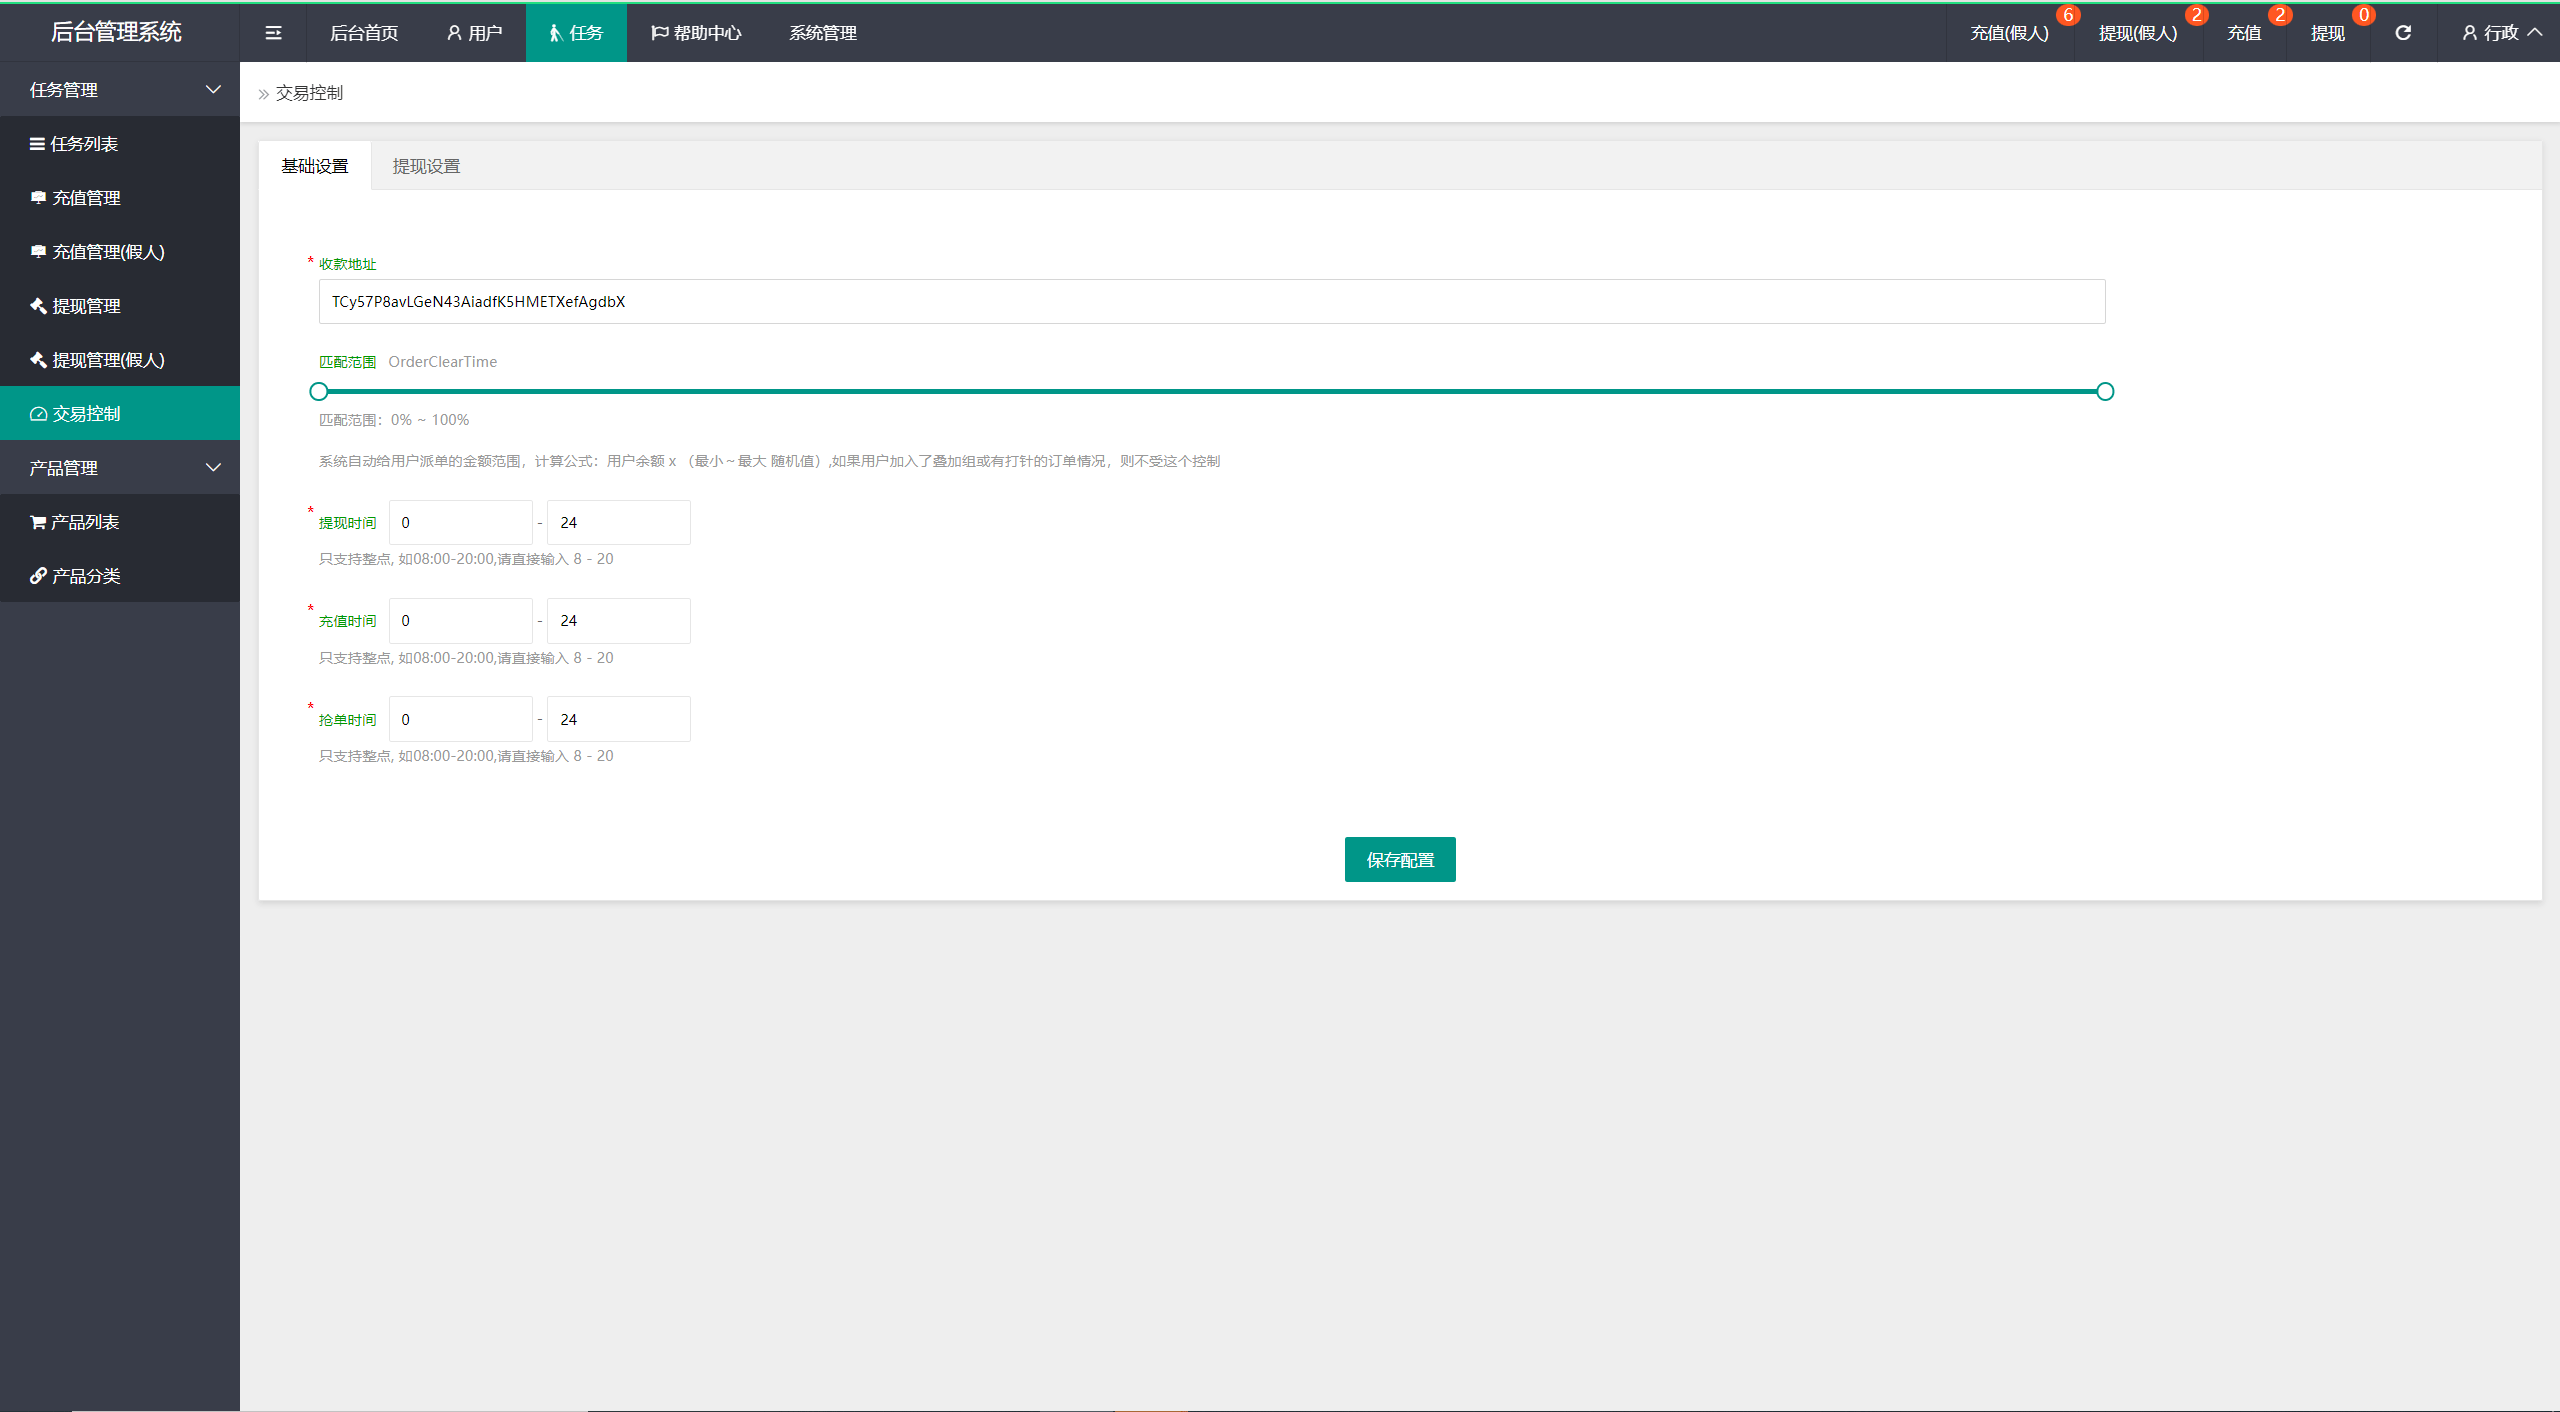 后台管理系统
后台首页
用户
任务
帮助中心
系统管理
充值(假人) 6
提现(假人) 2
充值 2
提现 0
行政
任务管理
任务列表
充值管理
充值管理(假人)
提现管理
提现管理(假人)
交易控制
产品管理
产品列表
产品分类
交易控制
基础设置
提现设置
* 收款地址
TCy57P8avLGeN43AiadfK5HMETXefAgdbX
匹配范围 OrderClearTime
匹配范围：0% ~ 100%
系统自动给用户派单的金额范围，计算公式：用户余额 x （最小～最大 随机值）,如果用户加入了叠加组或有打针的订单情况，则不受这个控制
* 提现时间 0 - 24
只支持整点, 如08:00-20:00,请直接输入 8 - 20
* 充值时间 0 - 24
只支持整点, 如08:00-20:00,请直接输入 8 - 20
* 抢单时间 0 - 24
只支持整点, 如08:00-20:00,请直接输入 8 - 20
保存配置